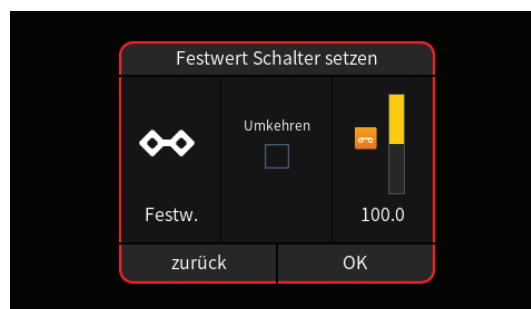 Festwert Schalter setzen
Umkehren
Festw.
100.0
zurück
OK